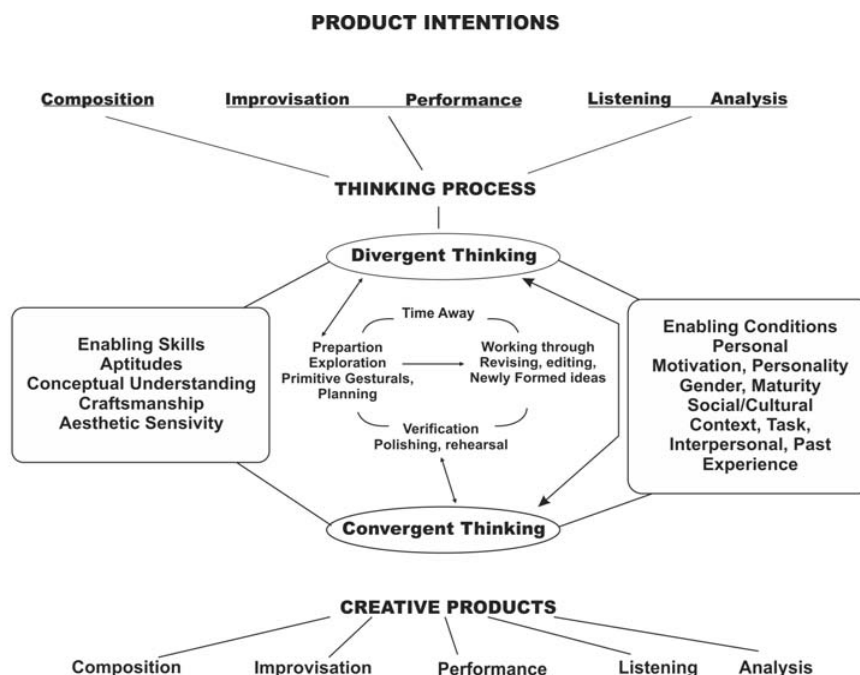 PRODUCT INTENTIONS
Composition Improvisation Performance Listening Analysis
THINKING PROCESS
Divergent Thinking
Time Away
Prepartion
Exploration
Primitive Gesturals,
Planning
Working through
Revising, editing,
Newly Formed ideas
Verification
Polishing, rehearsal
Enabling Skills
Aptitudes
Conceptual Understanding
Craftsmanship
Aesthetic Sensivity
Enabling Conditions
Personal
Motivation, Personality
Gender, Maturity
Social/Cultural
Context, Task,
Interpersonal, Past
Experience
Convergent Thinking
CREATIVE PRODUCTS
Composition Improvisation Performance Listening Analysis